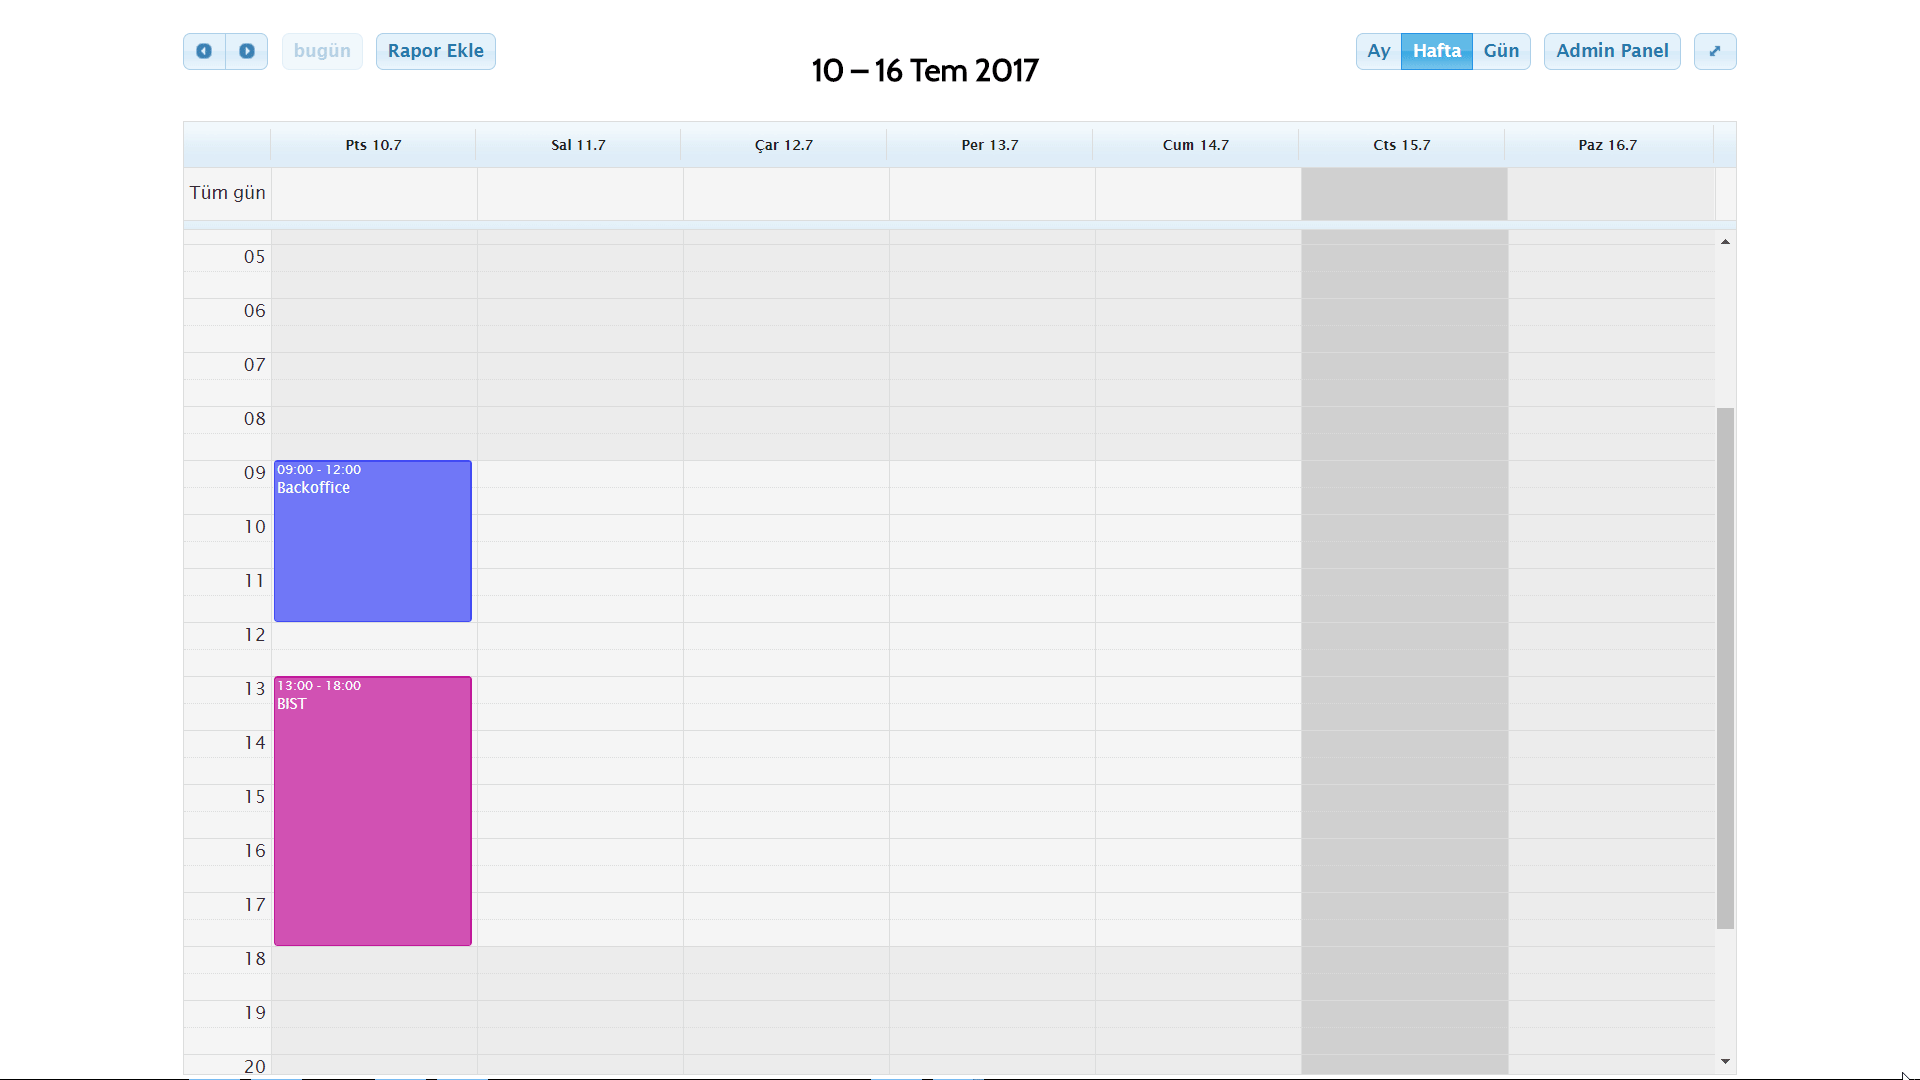 bugün
Rapor Ekle
10 – 16 Tem 2017
Ay
Hafta
Gün
Admin Panel
Pts 10.7
Sal 11.7
Çar 12.7
Per 13.7
Cum 14.7
Cts 15.7
Paz 16.7
Tüm gün
05
06
07
08
09
09:00 - 12:00
Backoffice
10
11
12
13
13:00 - 18:00
BIST
14
15
16
17
18
19
20